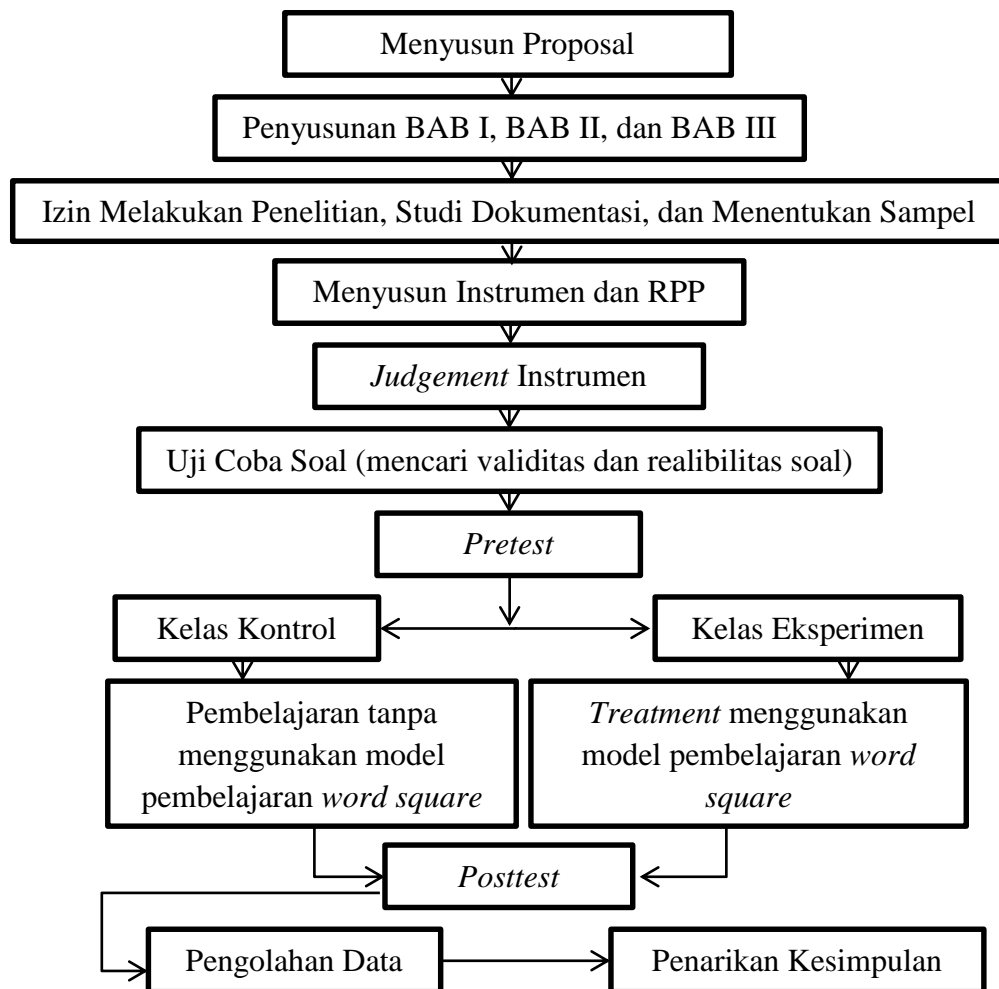 Menyusun Proposal
Penyusunan BAB I, BAB II, dan BAB III
Izin Melakukan Penelitian, Studi Dokumentasi, dan Menentukan Sampel
Menyusun Instrumen dan RPP
Judgement Instrumen
Uji Coba Soal (mencari validitas dan realibilitas soal)
Pretest
Kelas Kontrol
Kelas Eksperimen
Pembelajaran tanpa
menggunakan model
pembelajaran word square
Treatment menggunakan
model pembelajaran word
square
Posttest
Pengolahan Data
Penarikan Kesimpulan